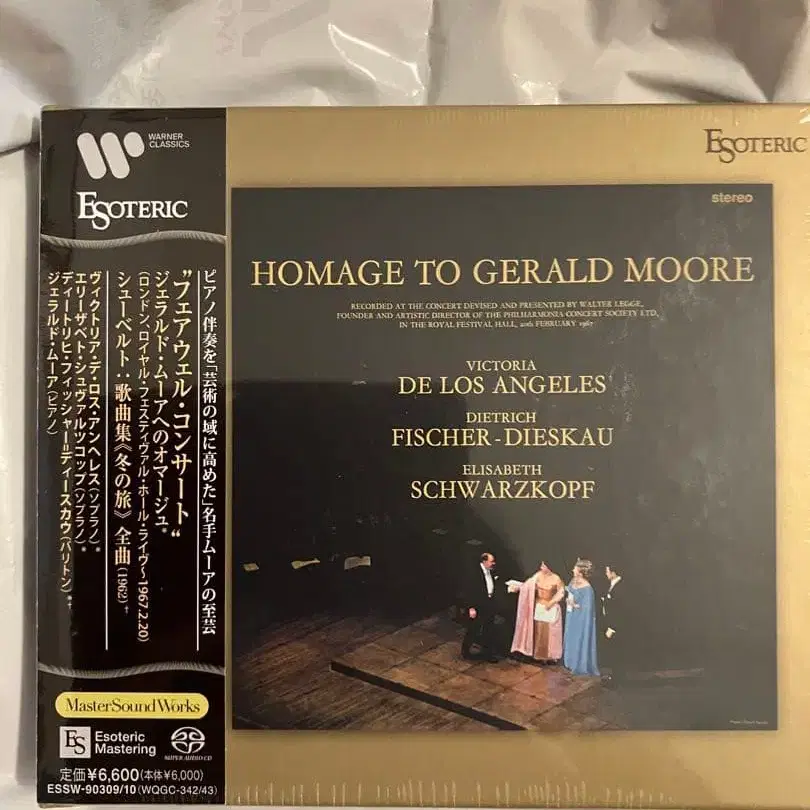 WARNER
CLASSICS
ESOTERIC
ピアノ伴奏を「芸術の域に高めた」名手ムーアの至芸
"フェアウェル・コンサート"
ジェラルド・ムーアへのオマージュ*
(ロンドン、ロイヤル・フェスティヴァル・ホール・ライヴ〜1967.2.20)
シューベルト:歌曲集《冬の旅》全曲(1962)†
ヴィクトリア・デ・ロス・アンヘレス(ソプラノ)*
エリーザベト・シュヴァルツコップ(ソプラノ)*
ディートリヒ・フィッシャー=ディースカウ(バリトン)*†
ジェラルド・ムーア(ピアノ)
MasterSoundWorks
ES
Esoteric
Mastering
SUPER AUDIO CD
定価¥6,600(本体¥6,000)
ESSW-90309/10 (WQGC-342/43)
ESOTERIC
stereo
HOMAGE TO GERALD MOORE
RECORDED AT THE CONCERT DEVISED AND PRESENTED BY WALTER LEGGE,
FOUNDER AND ARTISTIC DIRECTOR OF THE PHILHARMONIA CONCERT SOCIETY LTD.
IN THE ROYAL FESTIVAL HALL, 20th FEBRUARY 1967
VICTORIA
DE LOS ANGELES
DIETRICH
FISCHER-DIESKAU
ELISABETH
SCHWARZKOPF